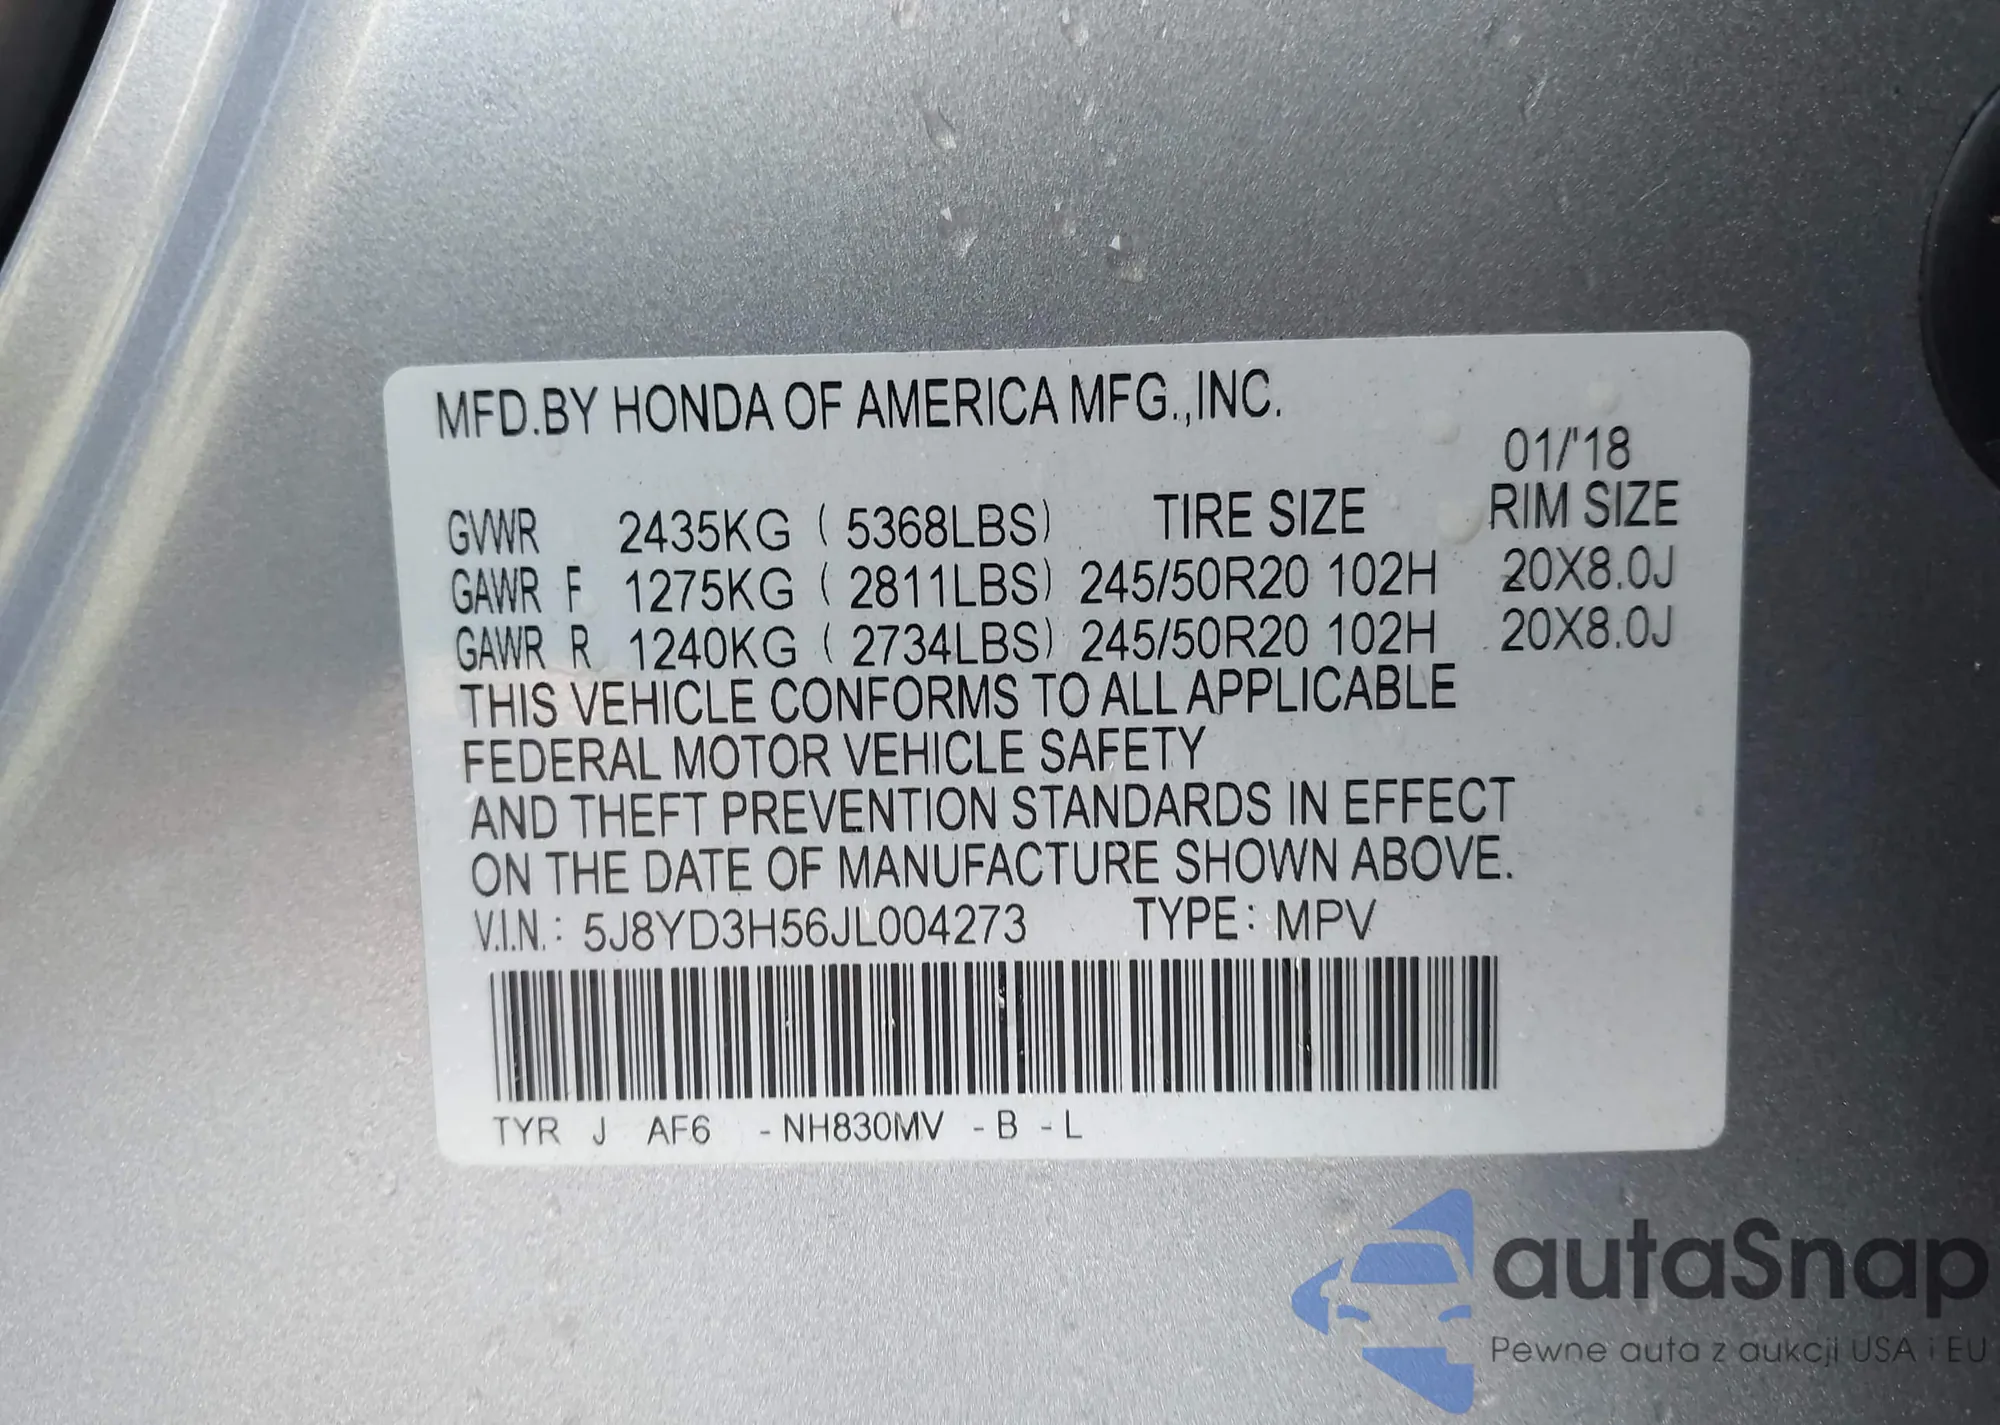 MFD.BY HONDA OF AMERICA MFG.,INC.
01/'18
GVWR 2435KG ( 5368LBS) TIRE SIZE RIM SIZE
GAWR F 1275KG ( 2811LBS) 245/50R20 102H 20X8.0J
GAWR R 1240KG ( 2734LBS) 245/50R20 102H 20X8.0J
THIS VEHICLE CONFORMS TO ALL APPLICABLE
FEDERAL MOTOR VEHICLE SAFETY
AND THEFT PREVENTION STANDARDS IN EFFECT
ON THE DATE OF MANUFACTURE SHOWN ABOVE.
V.I.N.: 5J8YD3H56JL004273 TYPE: MPV
TYR J AF6 -NH830MV -B -L
autaSnap
Pewne auta z aukcji USA i EU